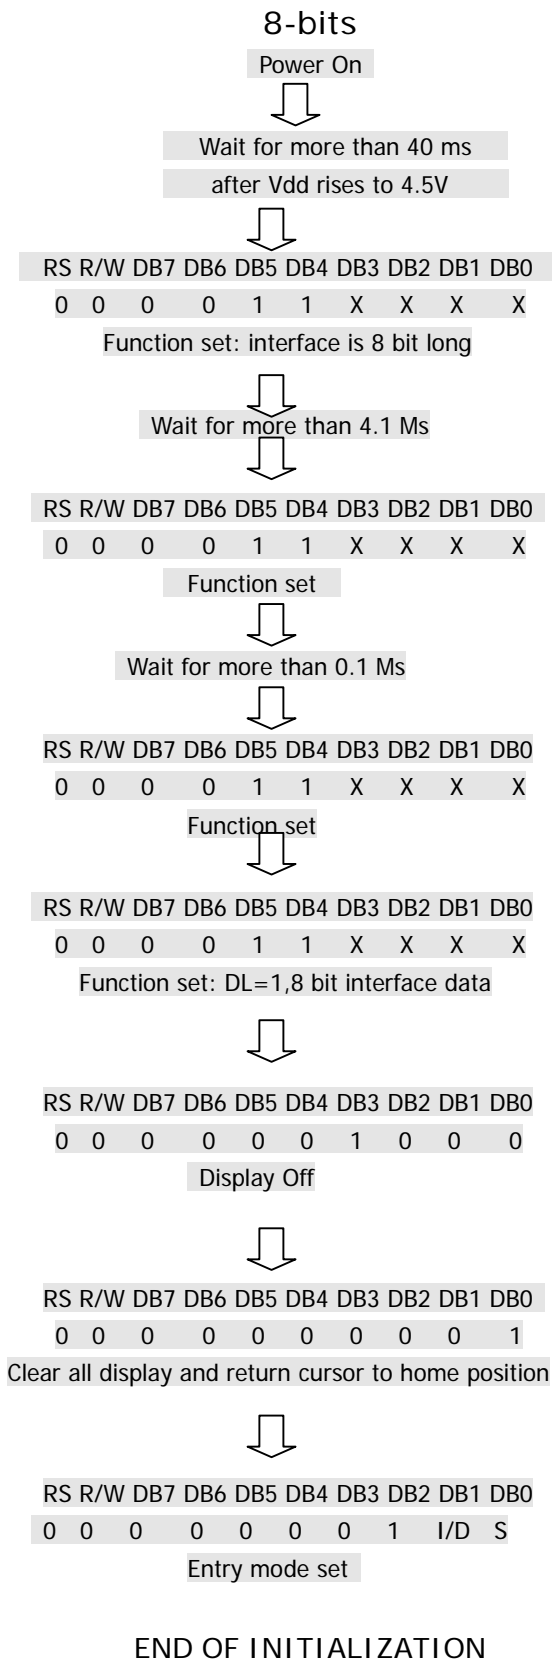 8-bits
Power On
Wait for more than 40 ms
after Vdd rises to 4.5V
RS R/W DB7 DB6 DB5 DB4 DB3 DB2 DB1 DB0
0 0 0 0 1 1 X X X X
Function set: interface is 8 bit long
Wait for more than 4.1 Ms
RS R/W DB7 DB6 DB5 DB4 DB3 DB2 DB1 DB0
0 0 0 0 1 1 X X X X
Function set
Wait for more than 0.1 Ms
RS R/W DB7 DB6 DB5 DB4 DB3 DB2 DB1 DB0
0 0 0 0 1 1 X X X X
Function set
RS R/W DB7 DB6 DB5 DB4 DB3 DB2 DB1 DB0
0 0 0 0 1 1 X X X X
Function set: DL=1,8 bit interface data
RS R/W DB7 DB6 DB5 DB4 DB3 DB2 DB1 DB0
0 0 0 0 0 0 1 0 0 0
Display Off
RS R/W DB7 DB6 DB5 DB4 DB3 DB2 DB1 DB0
0 0 0 0 0 0 0 0 0 1
Clear all display and return cursor to home position
RS R/W DB7 DB6 DB5 DB4 DB3 DB2 DB1 DB0
0 0 0 0 0 0 0 1 I/D S
Entry mode set
END OF INITIALIZATION